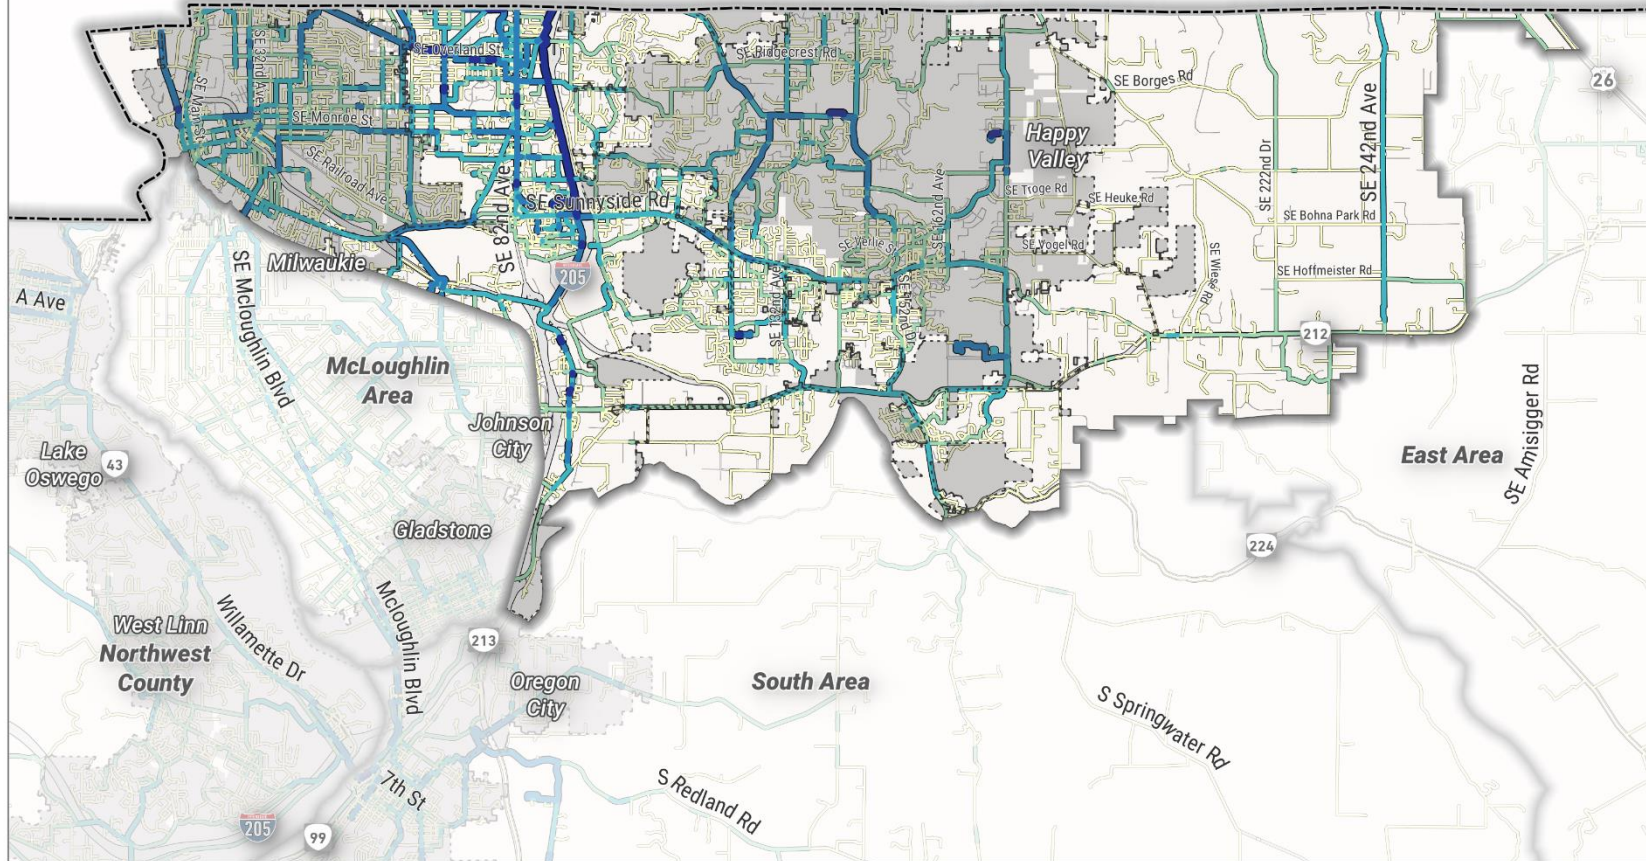 SE Overland St
SE 82nd Ave
SE Ridgecrest Rd
SE Borges Rd
26
SE Main St
SE Monroe St
Happy
Valley
SE 222nd Dr
SE 242nd Ave
SE Railroad Ave
SE 82nd Ave
SE Sunnyside Rd
SE 162nd Ave
SE Troge Rd
SE Heuke Rd
SE Bohna Park Rd
SE Verlie St
SE Vogel Rd
SE Wiese Rd
SE Hoffmeister Rd
Milwaukie
205
A Ave
SE Mcloughlin Blvd
SE 132nd Ave
SE 152nd Dr
212
McLoughlin
Area
Johnson
City
Lake
Oswego
43
East Area
SE Amisigger Rd
Gladstone
224
West Linn
Northwest
County
Willamette Dr
Mcloughlin Blvd
213
Oregon
City
South Area
S Springwater Rd
7th St
S Redland Rd
205
99